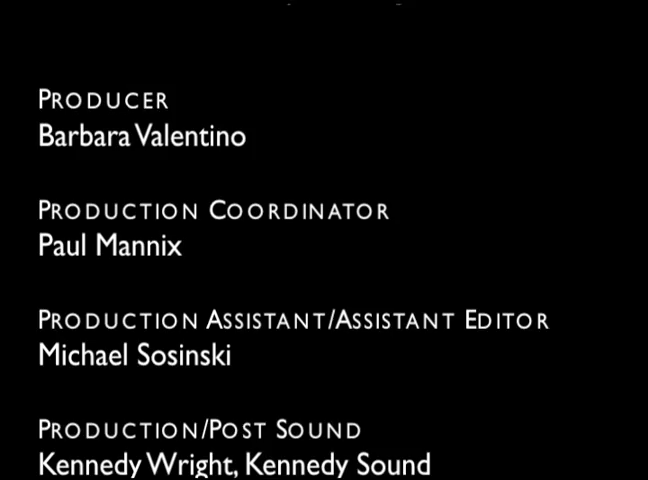 PRODUCER
Barbara Valentino
PRODUCTION COORDINATOR
Paul Mannix
PRODUCTION ASSISTANT/ASSISTANT EDITOR
Michael Sosinski
PRODUCTION/POST SOUND
Kennedy Wright, Kennedy Sound